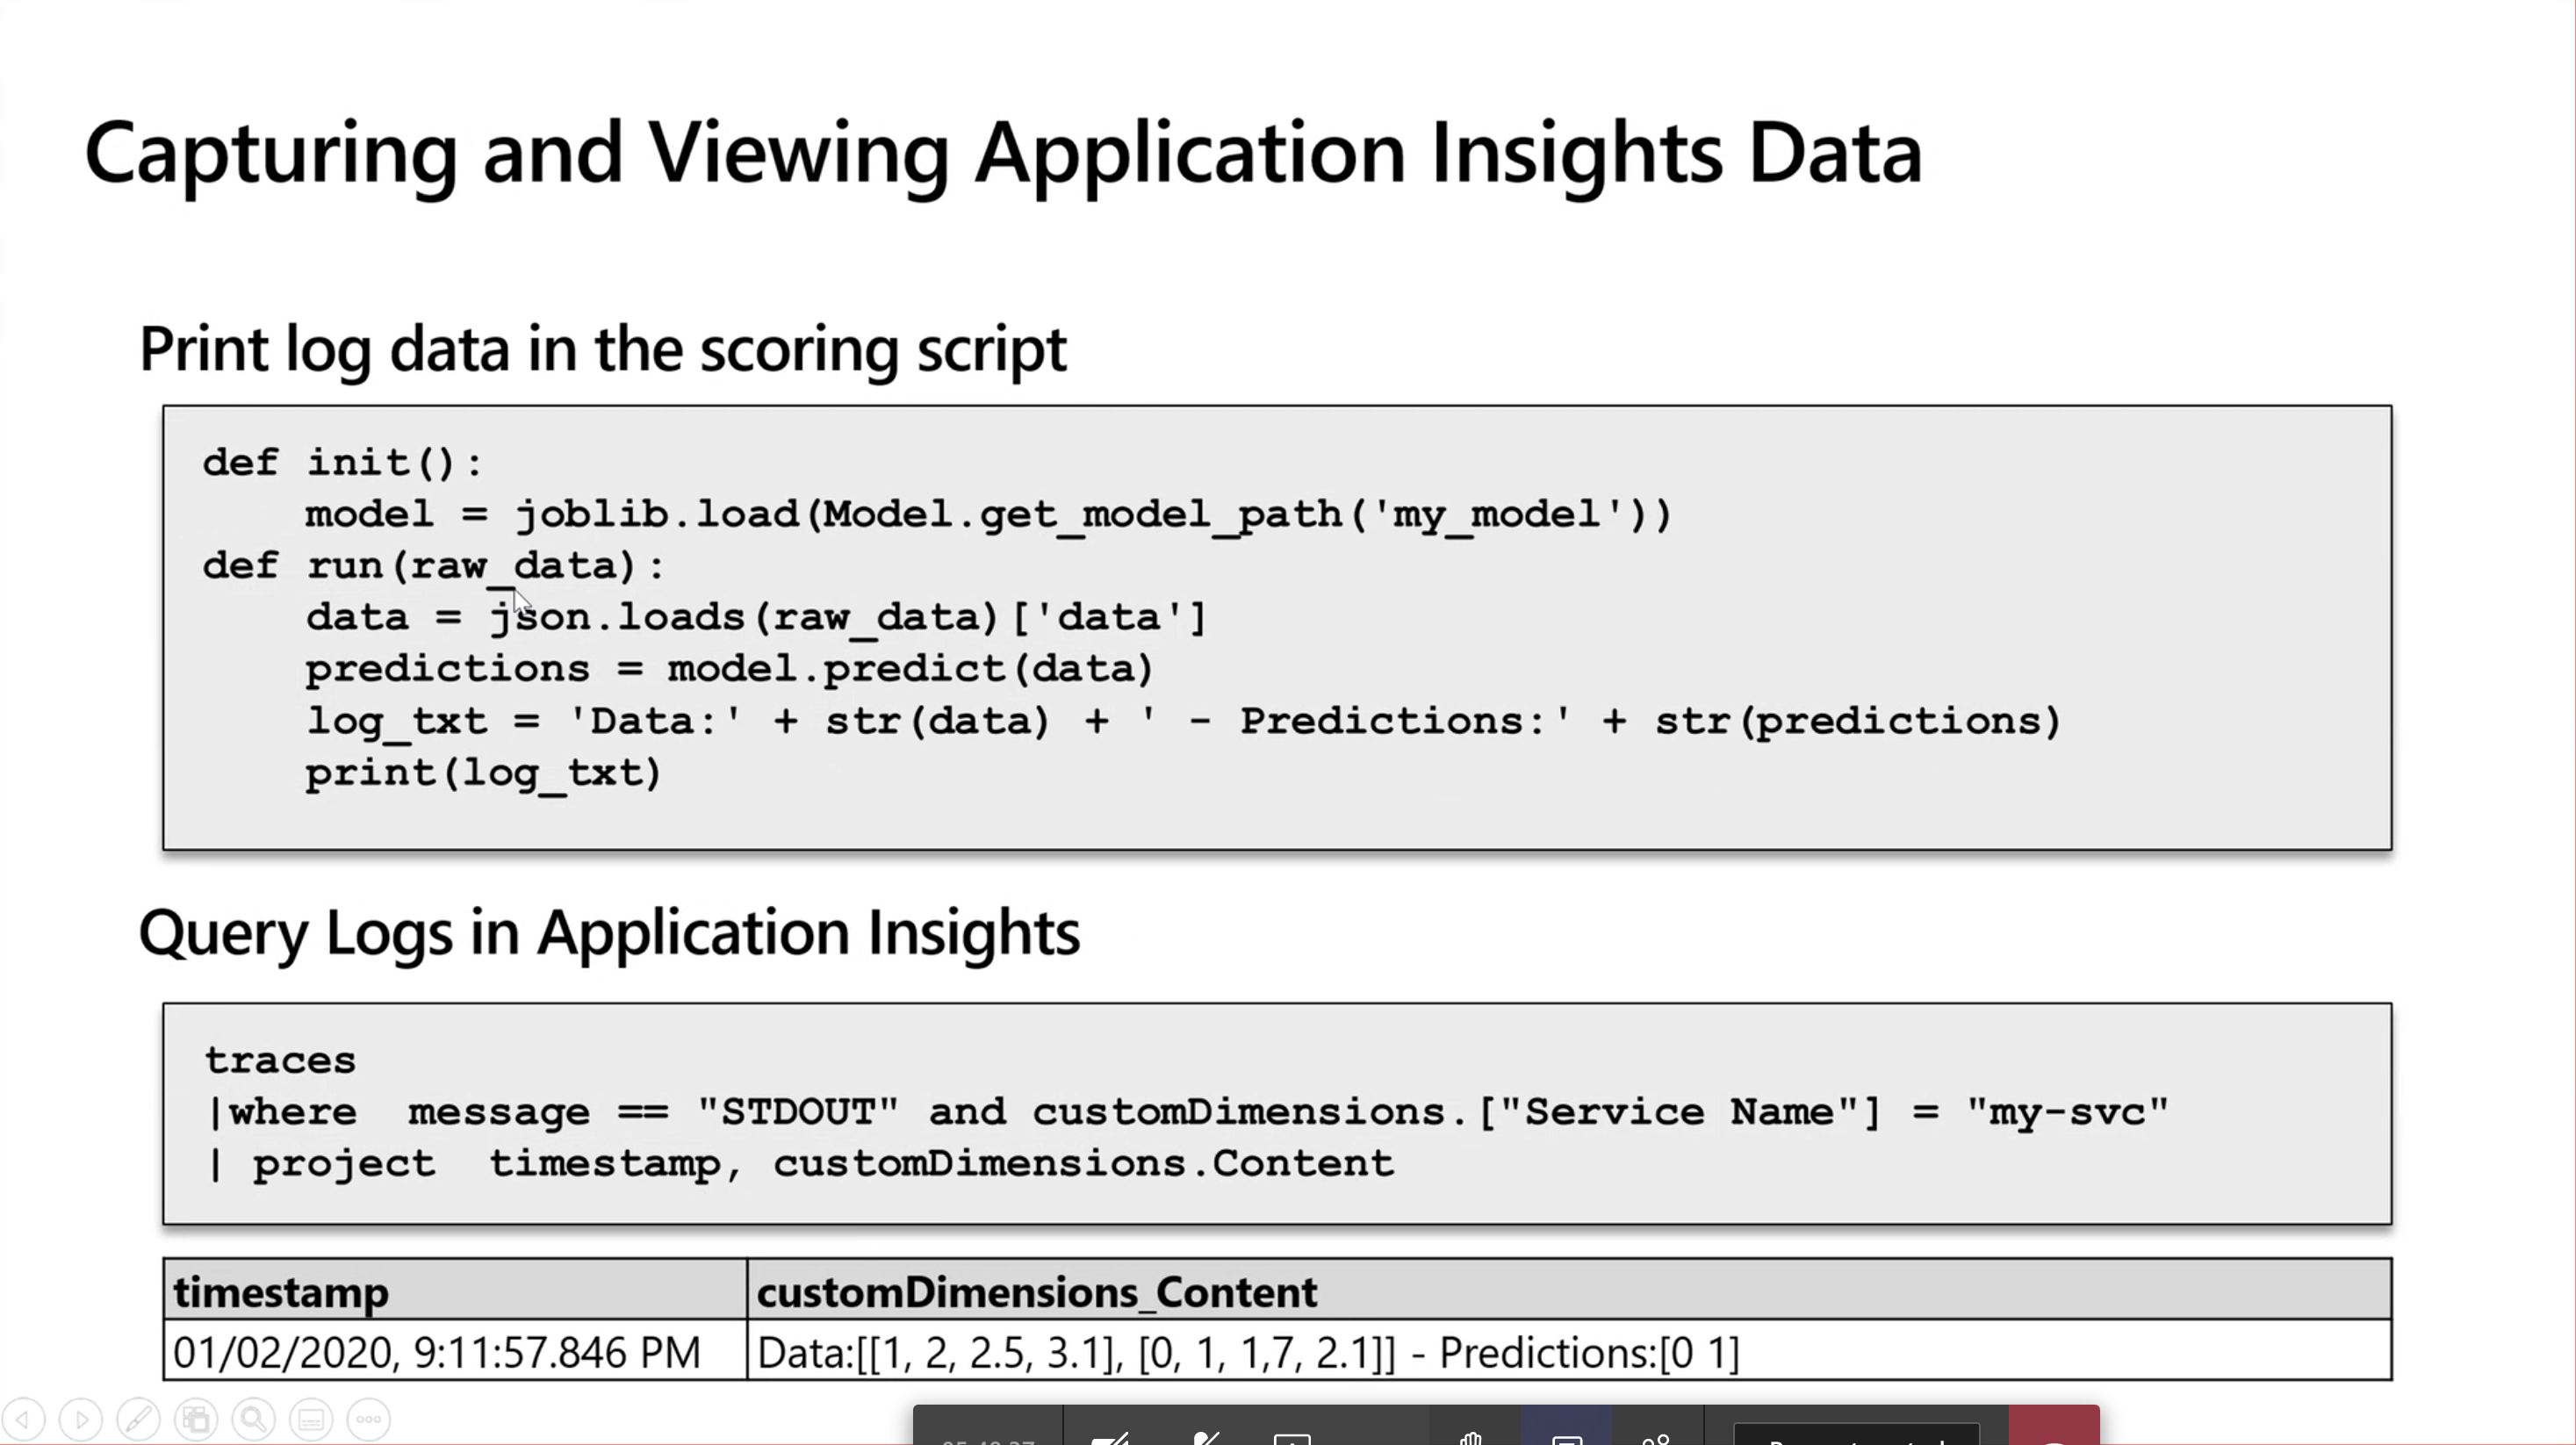 Capturing and Viewing Application Insights Data
Print log data in the scoring script
def init():
    model = joblib.load(Model.get_model_path('my_model'))
def run(raw_data):
    data = json.loads(raw_data)['data']
    predictions = model.predict(data)
    log_txt = 'Data:' + str(data) + ' - Predictions:' + str(predictions)
    print(log_txt)
Query Logs in Application Insights
traces
|where  message == "STDOUT" and customDimensions.["Service Name"] = "my-svc"
| project  timestamp, customDimensions.Content
timestamp customDimensions_Content
01/02/2020, 9:11:57.846 PM Data:[[1, 2, 2.5, 3.1], [0, 1, 1,7, 2.1]] - Predictions:[0 1]